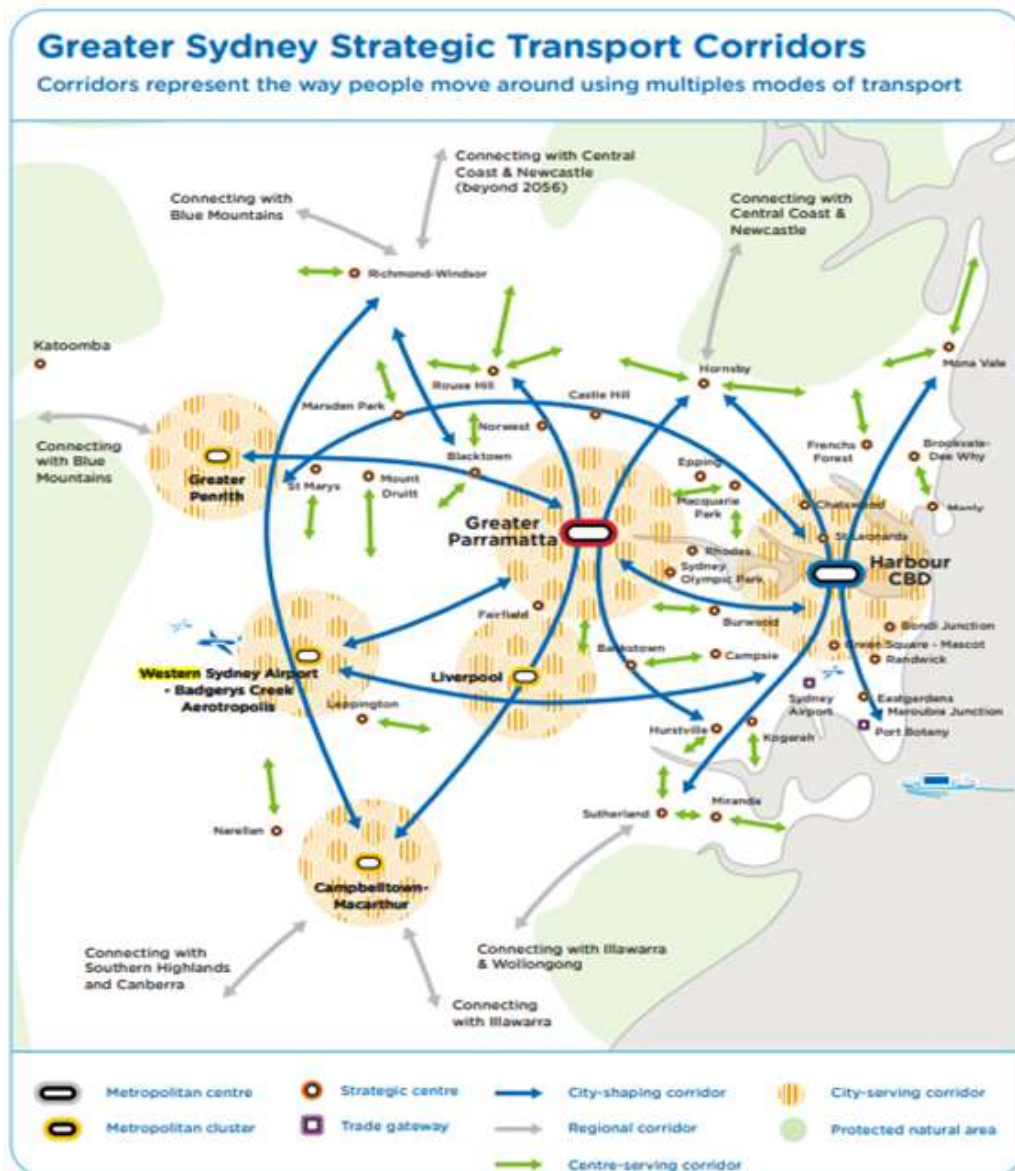 Greater Sydney Strategic Transport Corridors
Corridors represent the way people move around using multiples modes of transport
Connecting with Central
Coast & Newcastle
(beyond 2056)
Connecting with
Blue Mountains
Connecting with
Central Coast &
Newcastle
Richmond-Windsor
Katoomba
Mona Vale
Rouse Hill
Hornsby
Castle Hill
Marsden Park
Norwest
Connecting
with Blue
Mountains
Blacktown
Frenchs
Forest
Brookvale-
Dee Why
Greater
Penrith
St Marys
Mount
Druitt
Epping
Macquarie
Park
Chatswood
Manly
Greater
Parramatta
St Leonards
Rhodes
Harbour
CBD
Sydney
Olympic Park
Fairfield
Burwood
Bondi Junction
Green Square - Mascot
Randwick
Bankstown
Campsie
Western Sydney Airport
- Badgerys Creek
Aerotropolis
Liverpool
Leppington
Sydney
Airport
Eastgardens
Maroubra Junction
Port Botany
Hurstville
Kogarah
Narellan
Sutherland
Miranda
Campbelltown-
Macarthur
Connecting with
Southern Highlands
and Canberra
Connecting with Illawarra
& Wollongong
Connecting
with Illawarra
Metropolitan centre
Strategic centre
City-shaping corridor
City-serving corridor
Metropolitan cluster
Trade gateway
Regional corridor
Protected natural area
Centre-serving corridor